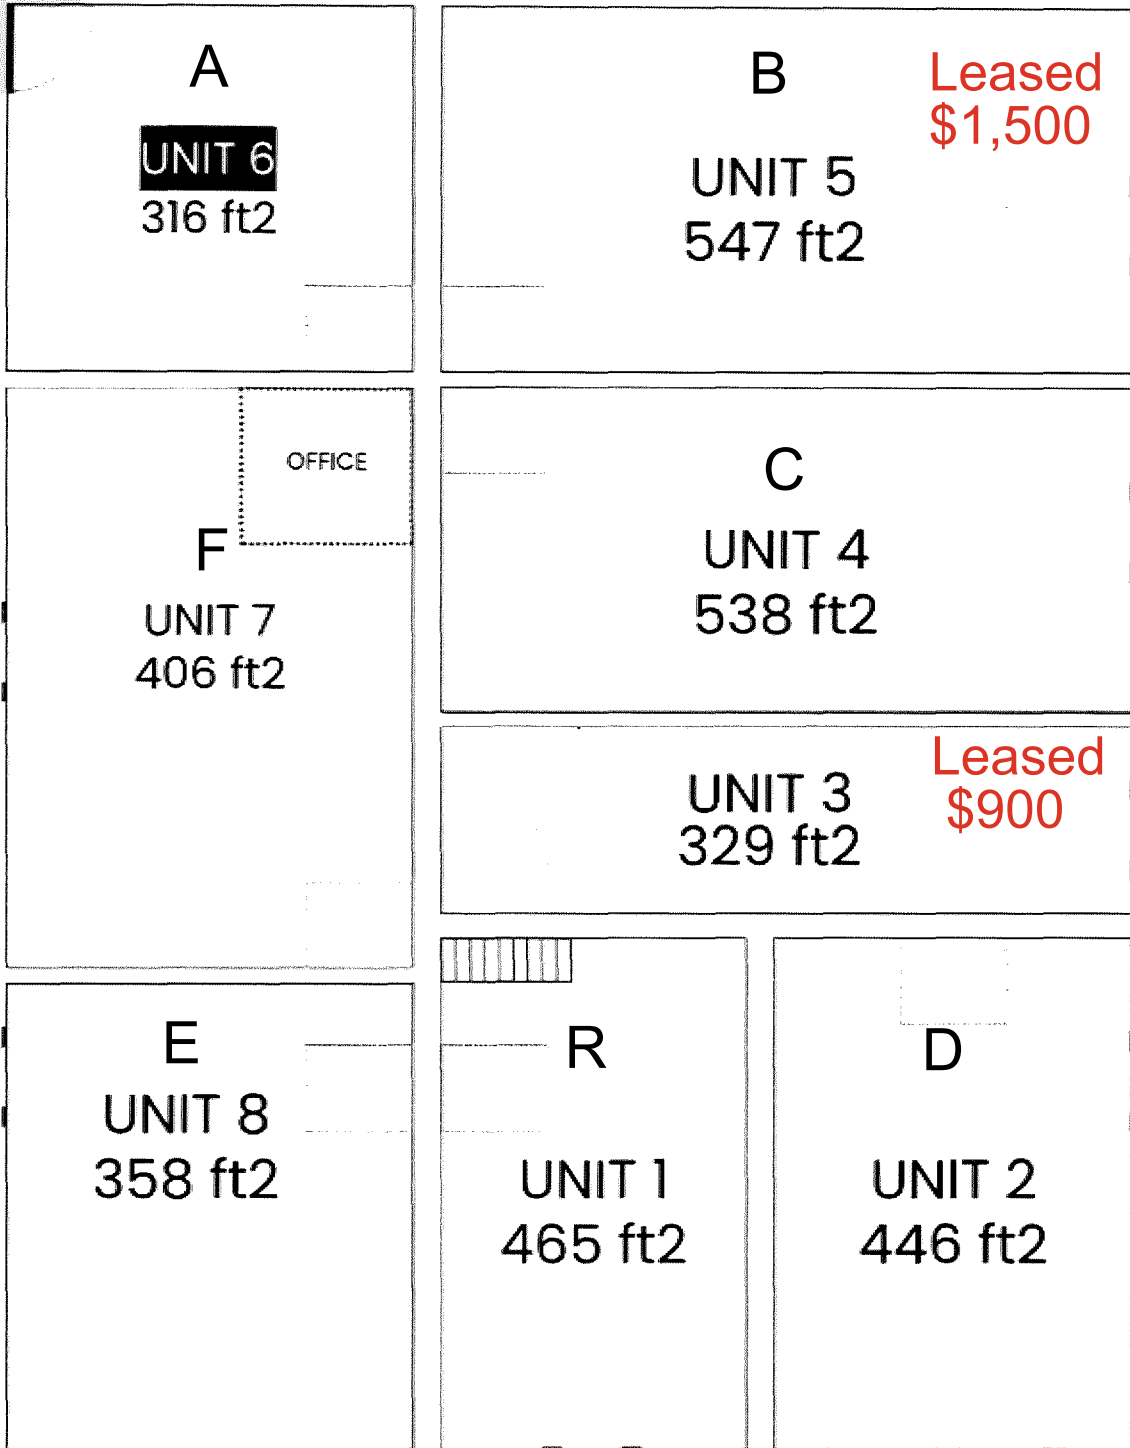 A
UNIT 6
316 ft2
B
Leased
$1,500
UNIT 5
547 ft2
OFFICE
F
UNIT 7
406 ft2
C
UNIT 4
538 ft2
Leased
$900
UNIT 3
329 ft2
E
UNIT 8
358 ft2
R
UNIT 1
465 ft2
D
UNIT 2
446 ft2